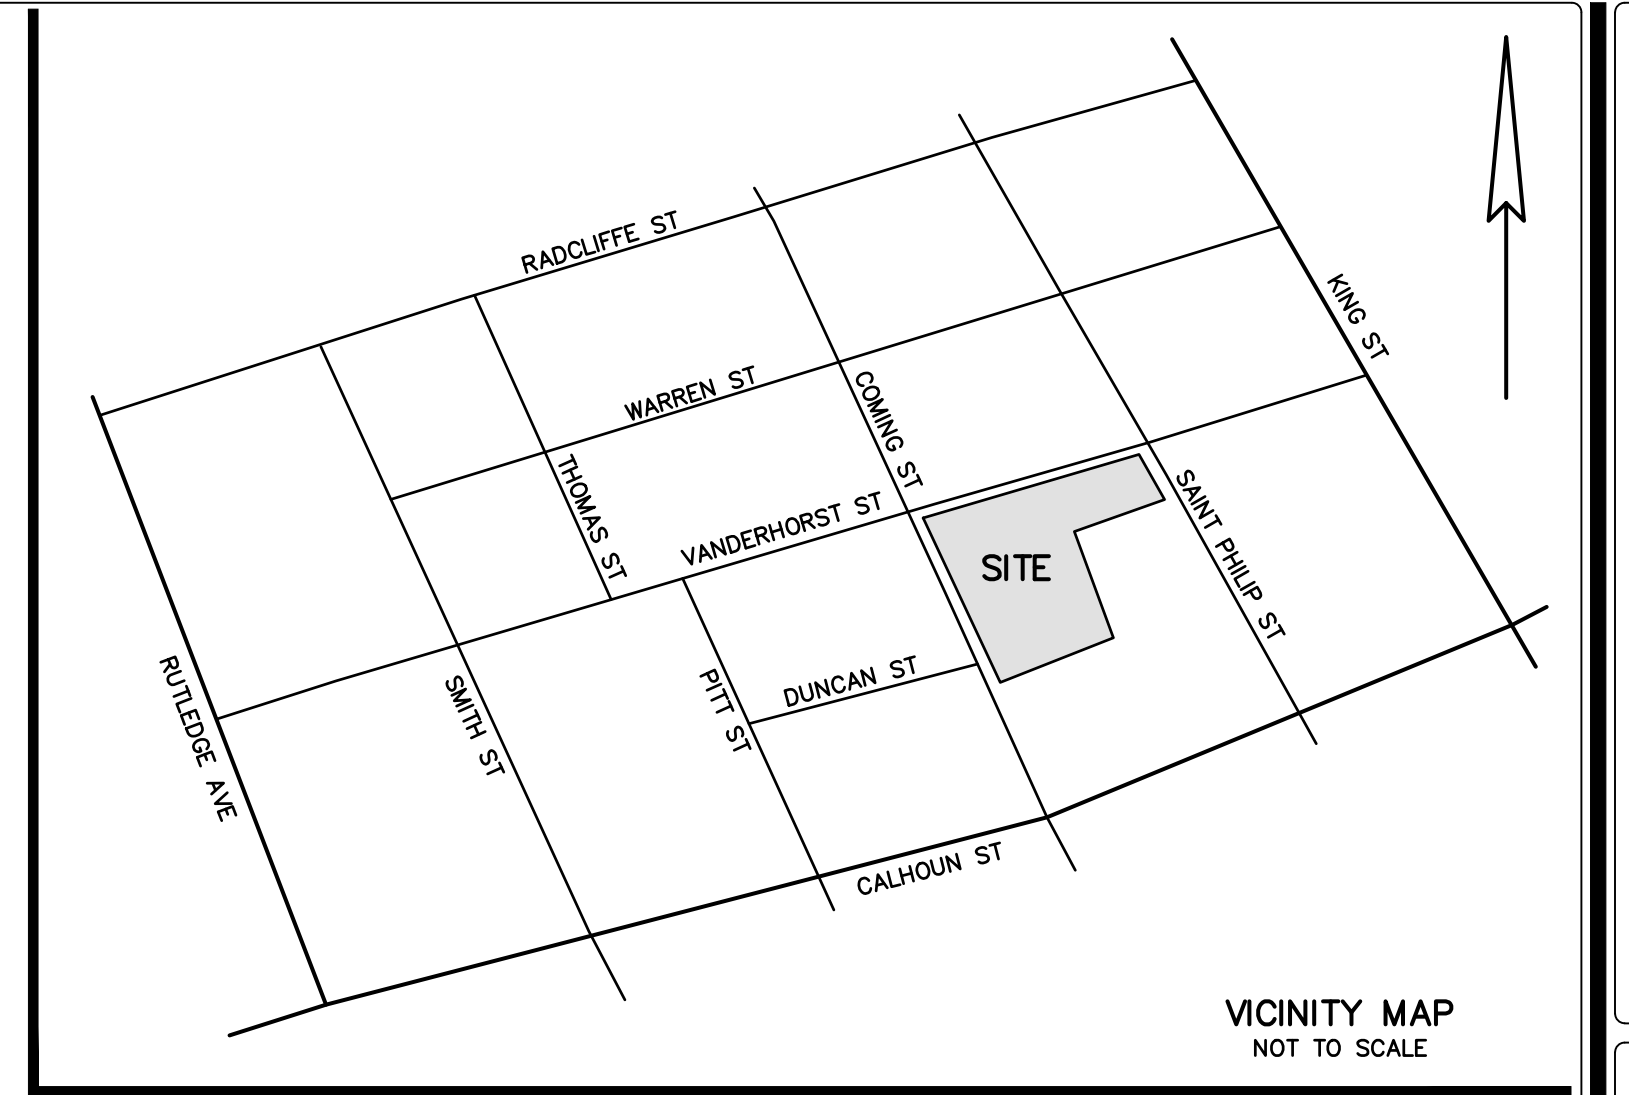 RADCLIFFE ST
KING ST
WARREN ST
COMING ST
THOMAS ST
VANDERHORST ST
SAINT PHILIP ST
SITE
RUTLEDGE AVE
SMITH ST
PITT ST
DUNCAN ST
CALHOUN ST
VICINITY MAP
NOT TO SCALE